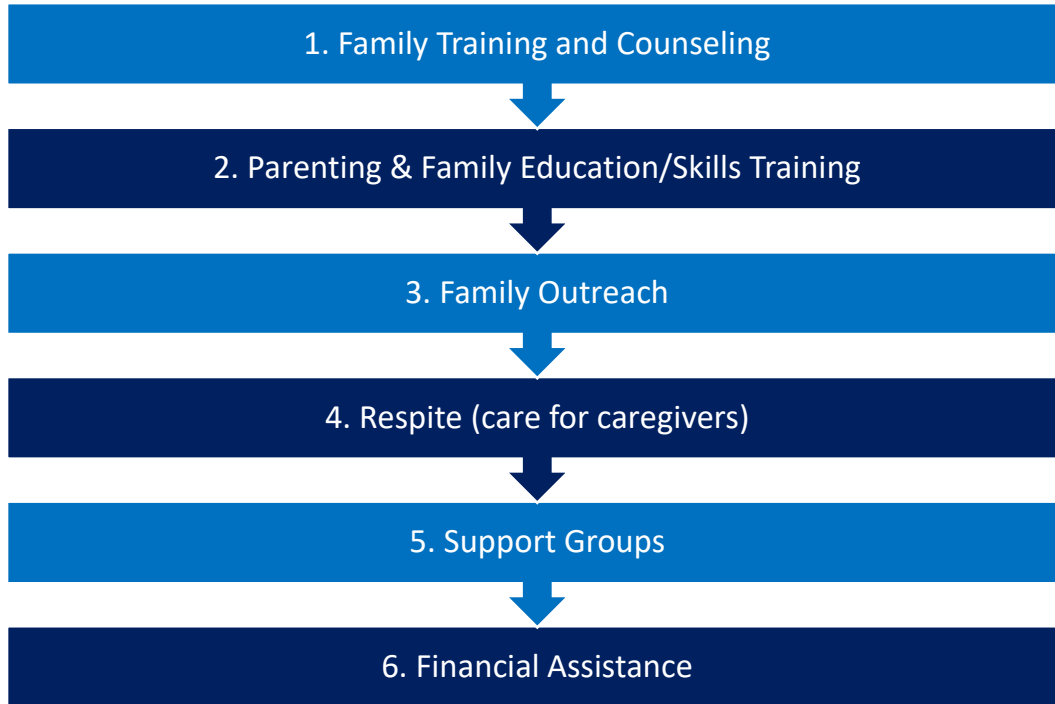 1. Family Training and Counseling
2. Parenting & Family Education/Skills Training
3. Family Outreach
4. Respite (care for caregivers)
5. Support Groups
6. Financial Assistance